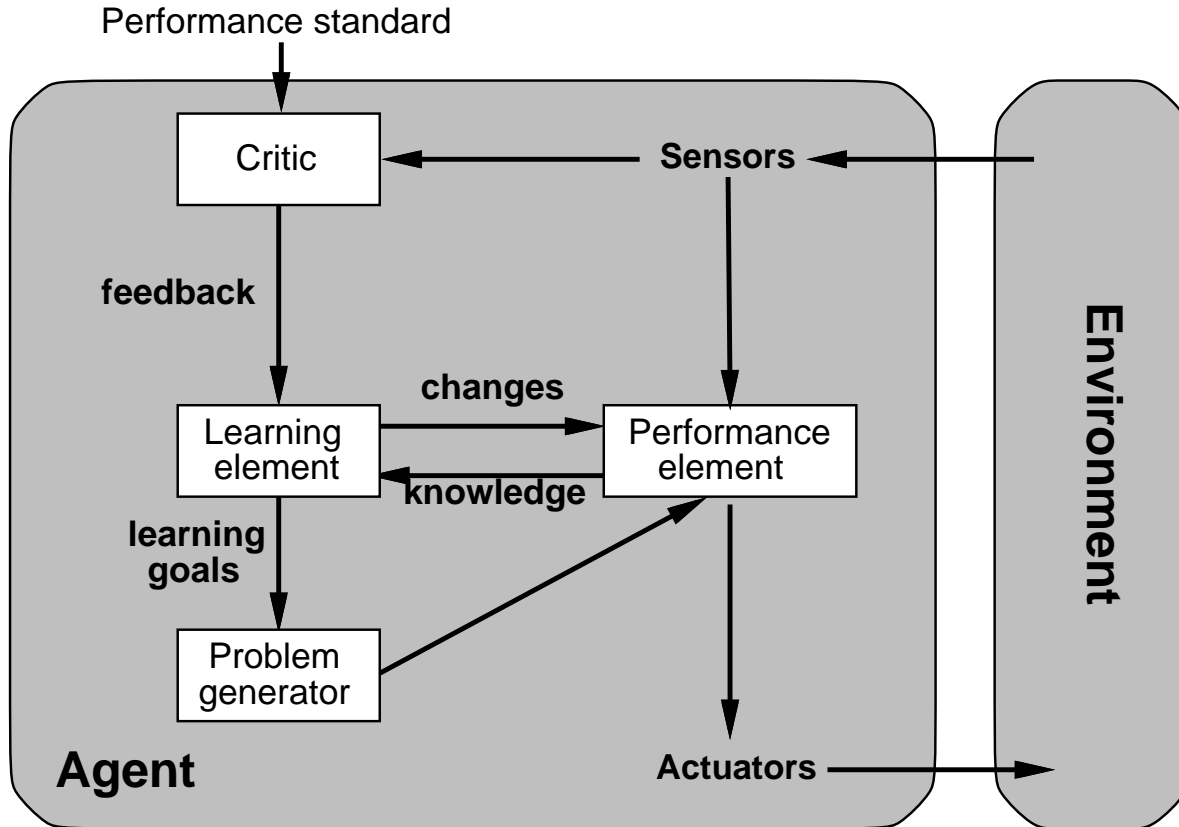 Performance standard
Critic
Sensors
feedback
changes
Learning
element
Performance
element
knowledge
learning
goals
Problem
generator
Agent
Actuators
Environment